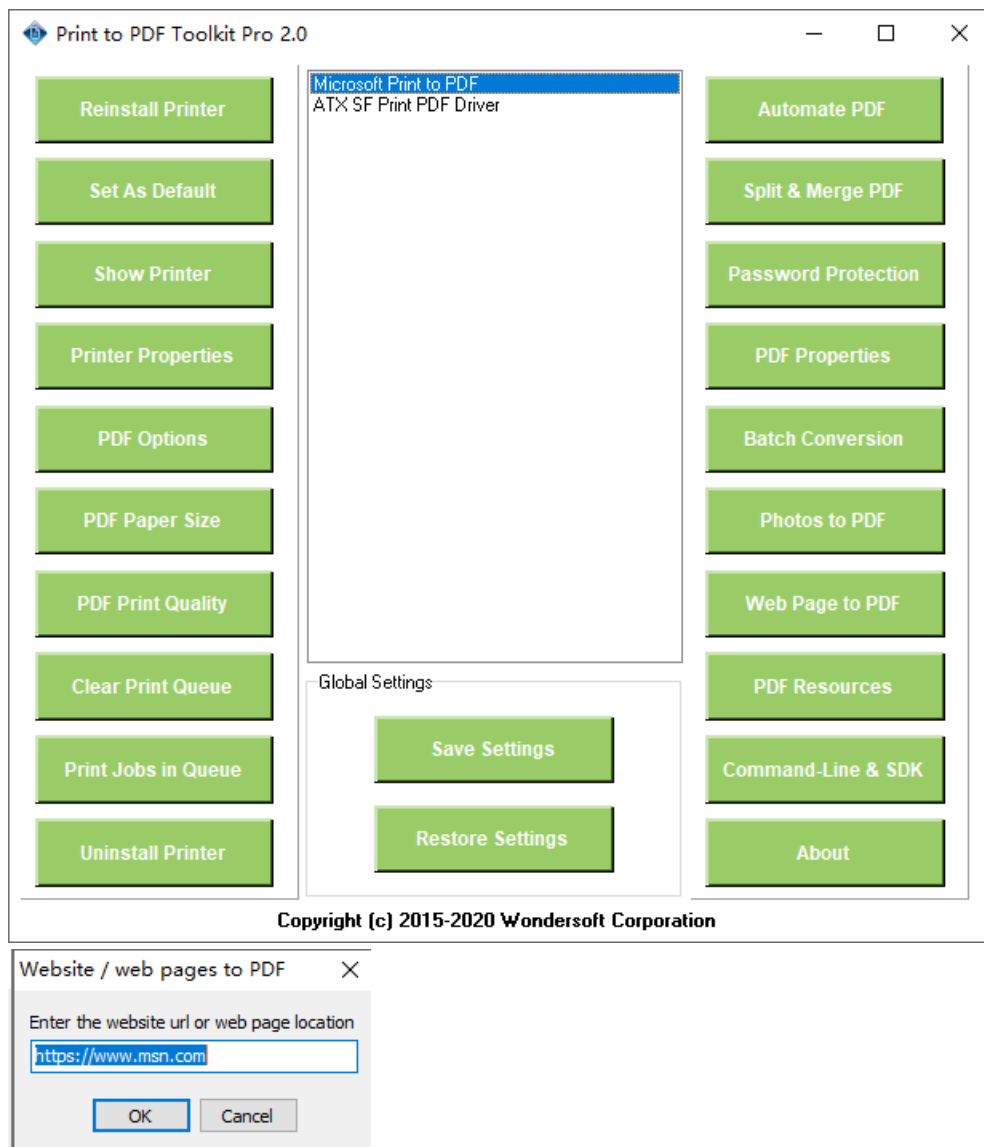 Print to PDF Toolkit Pro 2.0
Reinstall Printer
Set As Default
Show Printer
Printer Properties
PDF Options
PDF Paper Size
PDF Print Quality
Clear Print Queue
Print Jobs in Queue
Uninstall Printer
Microsoft Print to PDF
ATX SF Print PDF Driver
Global Settings
Save Settings
Restore Settings
Automate PDF
Split & Merge PDF
Password Protection
PDF Properties
Batch Conversion
Photos to PDF
Web Page to PDF
PDF Resources
Command-Line & SDK
About
Copyright (c) 2015-2020 Wondersoft Corporation
Website / web pages to PDF
Enter the website url or web page location
https://www.msn.com
OK
Cancel